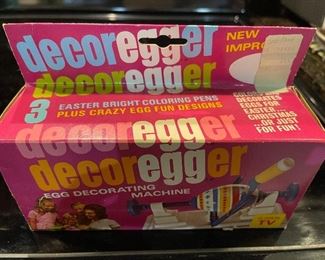 decoregger
NEW
IMPRO
decoregger
3 EASTER BRIGHT COLORING PENS
PLUS CRAZY EGG FUN DESIGNS
DECORATES
EGGS FOR
EASTER...
CHRISTMAS
OR JUST
FOR FUN!
decoregger
decoregger
EGG DECORATING
MACHINE
TV